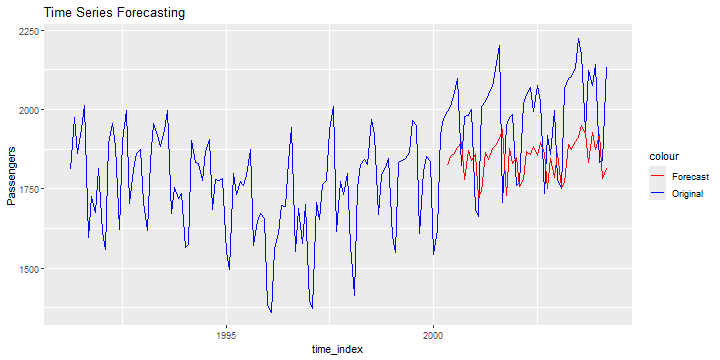 Time Series Forecasting
2250
2000
1750
1500
Passengers
1995
2000
time_index
colour
Forecast
Original